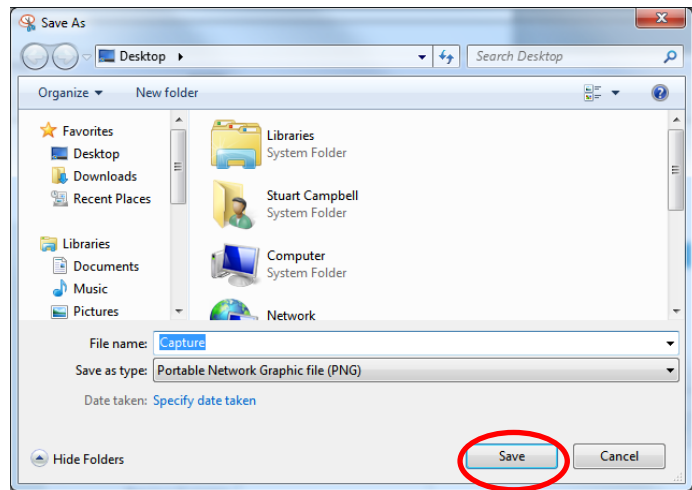 Save As
Desktop
Search Desktop
Organize
New folder
Favorites
Desktop
Downloads
Recent Places
Libraries
Documents
Music
Pictures
Libraries
System Folder
Stuart Campbell
System Folder
Computer
System Folder
Network
File name: Capture
Save as type: Portable Network Graphic file (PNG)
Date taken: Specify date taken
Hide Folders
Save
Cancel